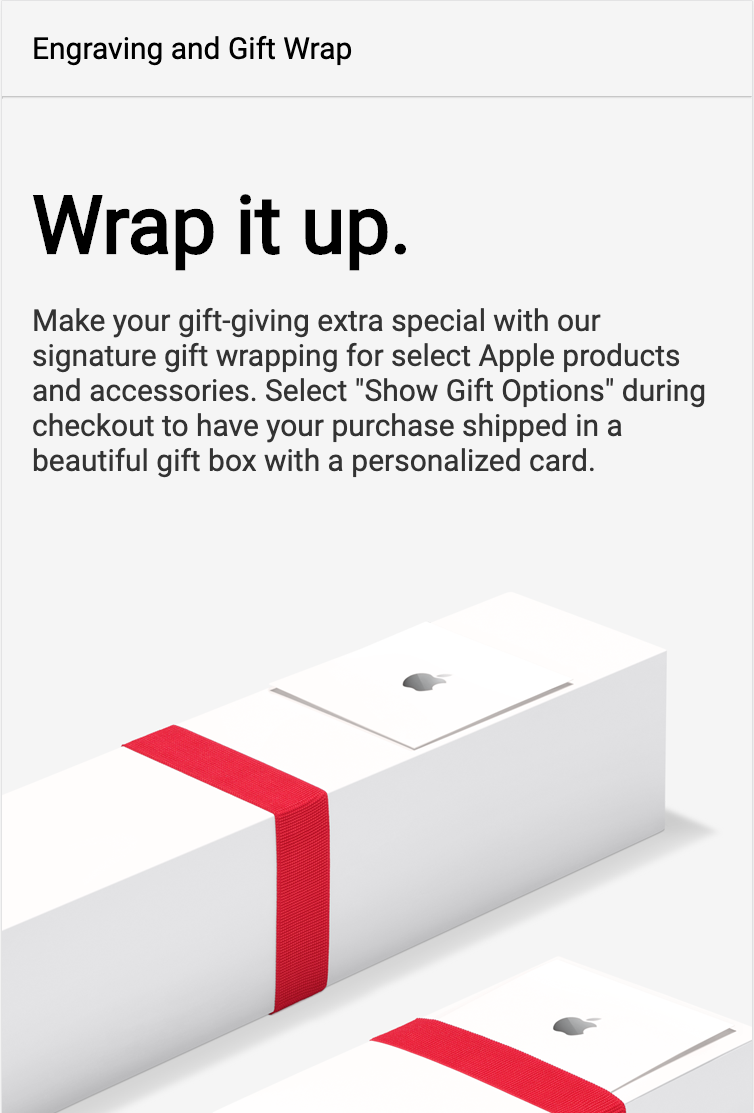 Engraving and Gift Wrap
Wrap it up.
Make your gift-giving extra special with our
signature gift wrapping for select Apple products
and accessories. Select "Show Gift Options" during
checkout to have your purchase shipped in a
beautiful gift box with a personalized card.